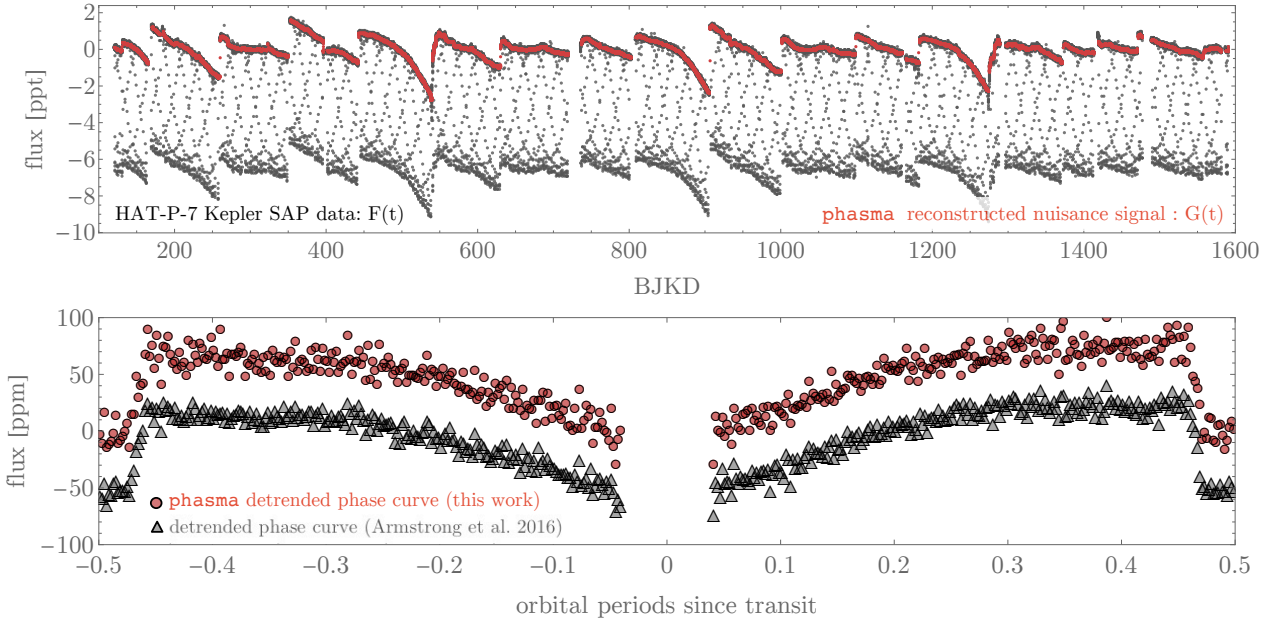 flux [ppt]
2
0
−2
−4
−6
−8
−10
HAT-P-7 Kepler SAP data: F(t)
phasma reconstructed nuisance signal : G(t)
200 400 600 800 1000 1200 1400 1600
BJKD
flux [ppm]
100
50
0
−50
−100
phasma detrended phase curve (this work)
detrended phase curve (Armstrong et al. 2016)
−0.5 −0.4 −0.3 −0.2 −0.1 0 0.1 0.2 0.3 0.4 0.5
orbital periods since transit